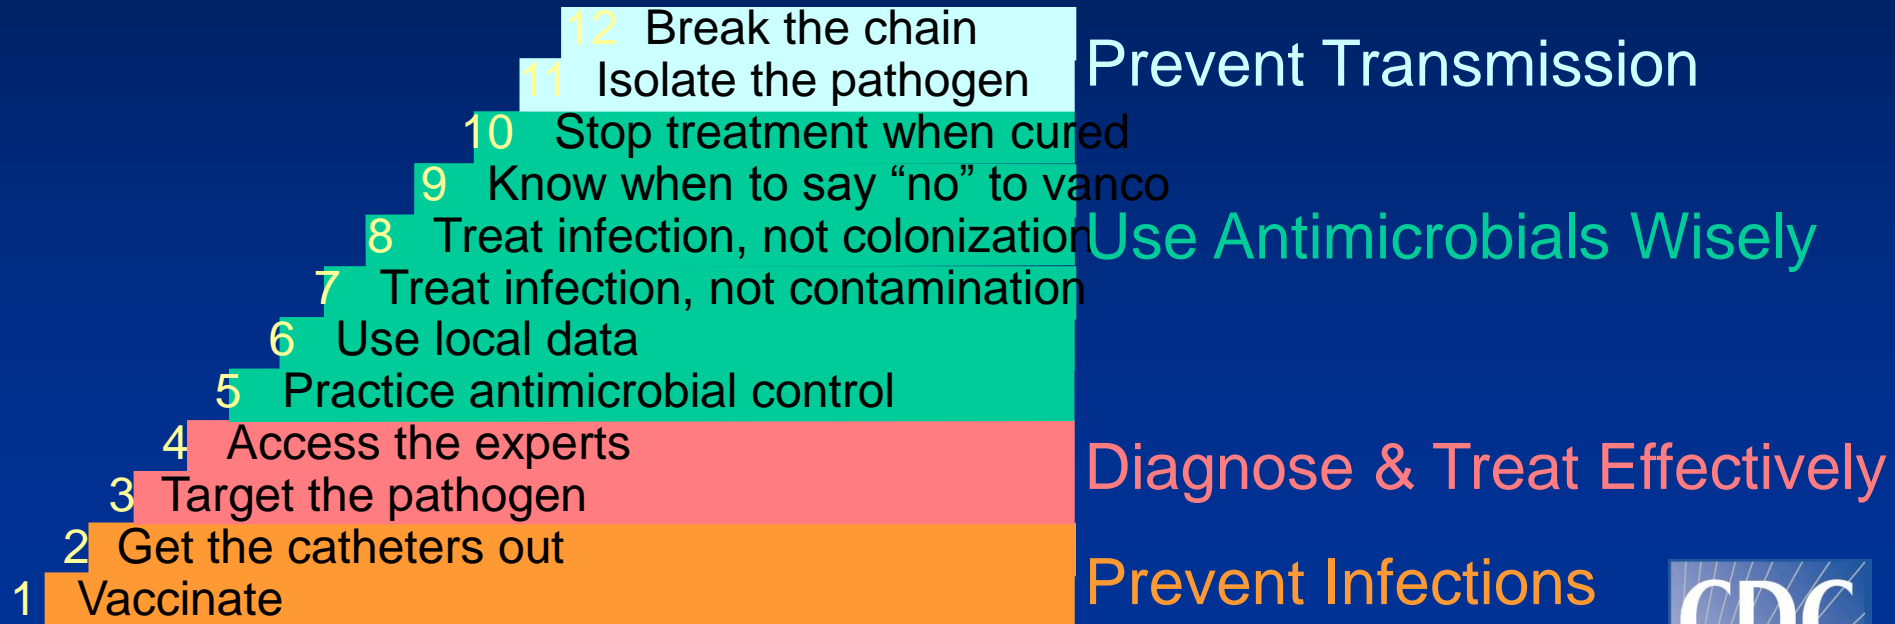 12 Break the chain
11 Isolate the pathogen
Prevent Transmission
10 Stop treatment when cured
9 Know when to say “no” to vanco
8 Treat infection, not colonization
Use Antimicrobials Wisely
7 Treat infection, not contamination
6 Use local data
5 Practice antimicrobial control
4 Access the experts
3 Target the pathogen
Diagnose & Treat Effectively
2 Get the catheters out
1 Vaccinate
Prevent Infections
CDC